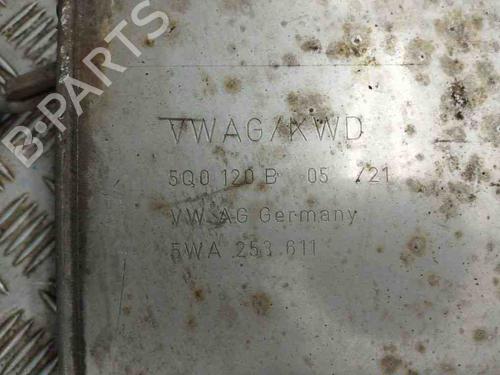 B-Parts
VWAG/KWD
5Q0 120 B 05 /21
VW AG Germany
5WA 253 611